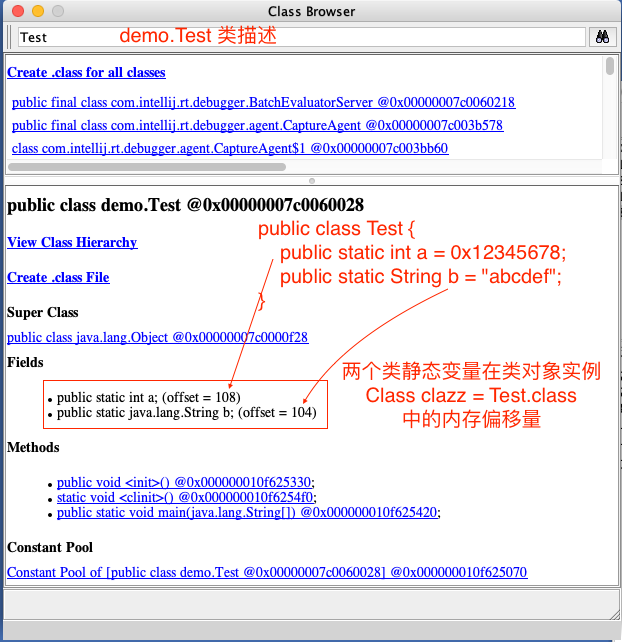 Class Browser
Test
demo.Test 类描述
Create .class for all classes
public final class com.intellij.rt.debugger.BatchEvaluatorServer @0x00000007c0060218
public final class com.intellij.rt.debugger.agent.CaptureAgent @0x00000007c003b578
class com.intellij.rt.debugger.agent.CaptureAgent$1 @0x00000007c003bb60
public class demo.Test @0x00000007c0060028
public class Test {
View Class Hierarchy
public static int a = 0x12345678;
Create .class File
public static String b = "abcdef";
}
Super Class
public class java.lang.Object @0x00000007c0000f28
Fields
两个类静态变量在类对象实例
Class clazz = Test.class
中的内存偏移量
public static int a; (offset = 108)
public static java.lang.String b; (offset = 104)
Methods
public void <init>() @0x000000010f625330;
static void <clinit>() @0x000000010f6254f0;
public static void main(java.lang.String[]) @0x000000010f625420;
Constant Pool
Constant Pool of [public class demo.Test @0x00000007c0060028] @0x000000010f625070